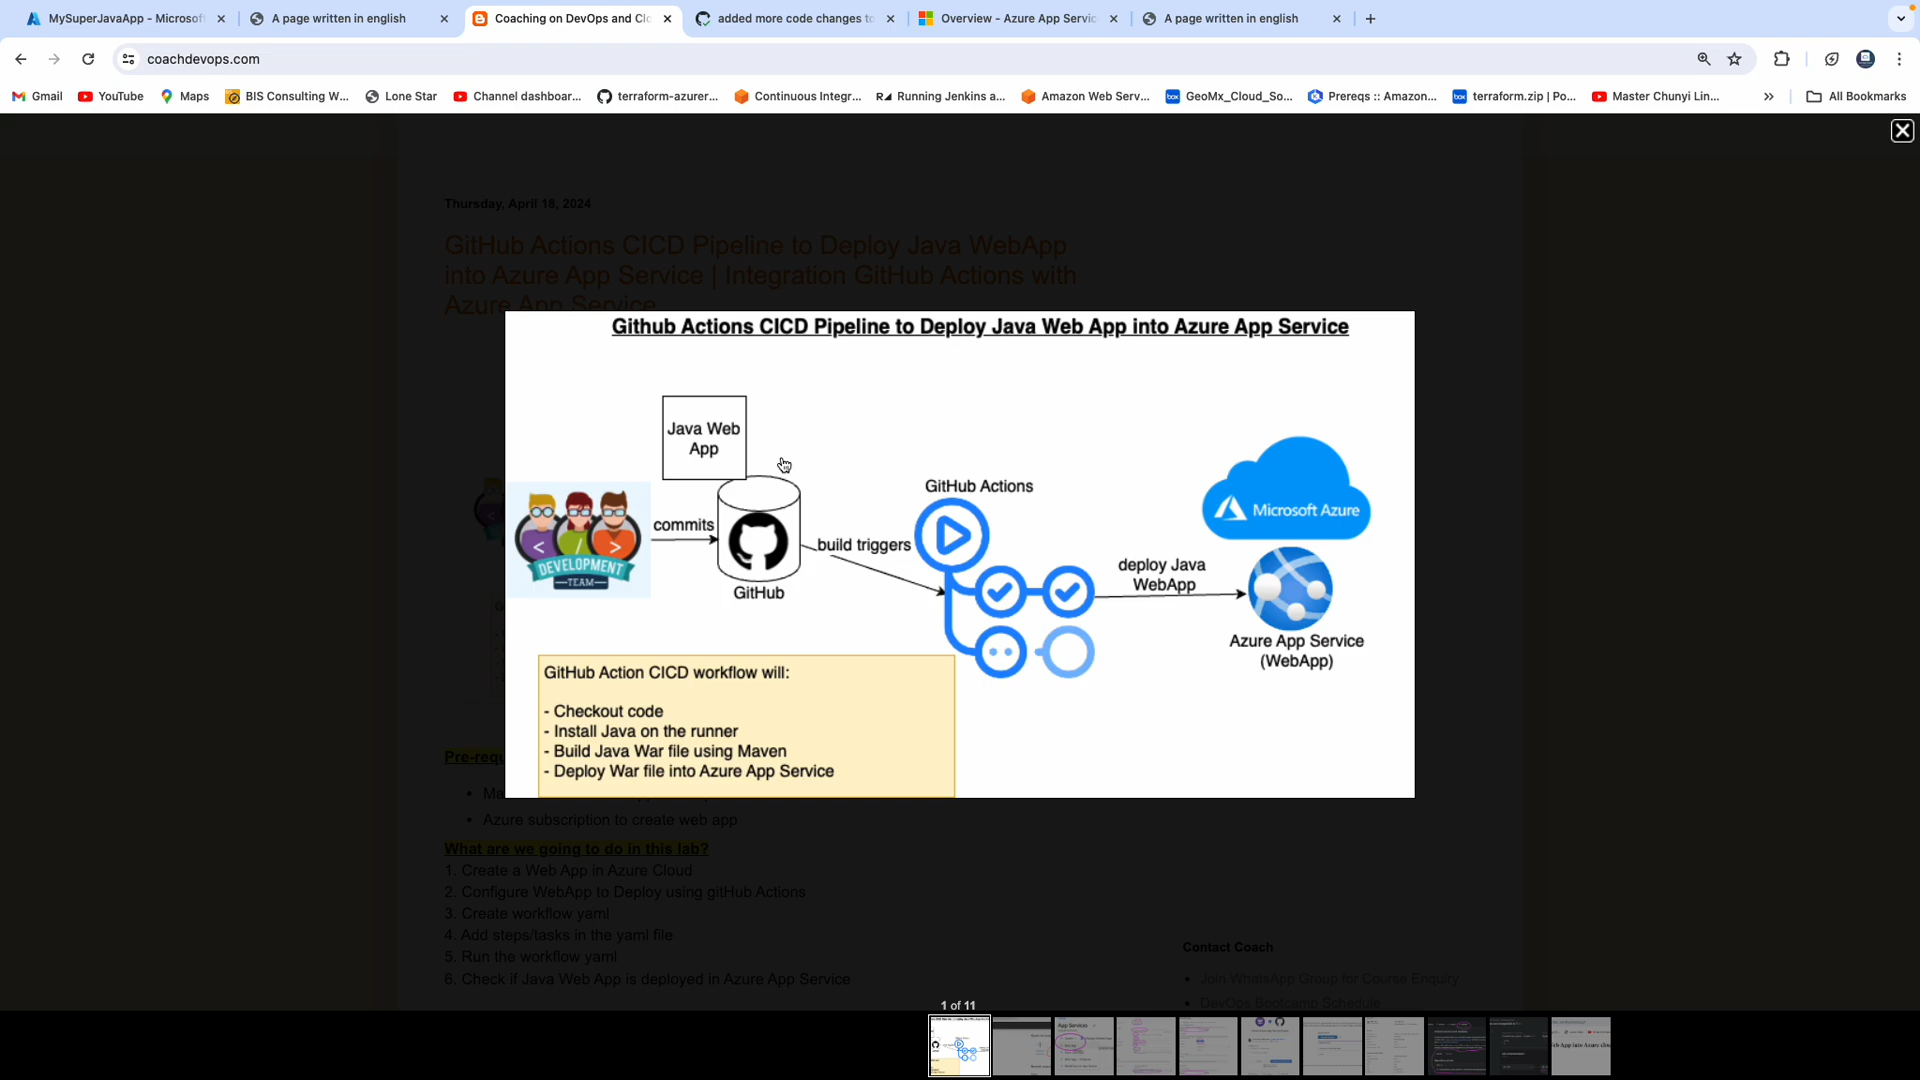 MySuperJavaApp - Microsof
A page written in english
Coaching on DevOps and Clo
added more code changes to
Overview - Azure App Servic
A page written in english
coachdevops.com
Gmail
YouTube
Maps
BIS Consulting W...
Lone Star
Channel dashboar...
terraform-azurer...
Continuous Integr...
Running Jenkins a...
Amazon Web Serv...
GeoMx_Cloud_So...
Prereqs :: Amazon...
terraform.zip | Po...
Master Chunyi Lin...
All Bookmarks
Thursday, April 18, 2024
GitHub Actions CICD Pipeline to Deploy Java WebApp
into Azure App Service | Integration GitHub Actions with
Azure App Service
Github Actions CICD Pipeline to Deploy Java Web App into Azure App Service
Java Web
App
commits
GitHub
DEVELOPMENT
TEAM
build triggers
GitHub Actions
deploy Java
WebApp
Microsoft Azure
Azure App Service
(WebApp)
GitHub Action CICD workflow will:
- Checkout code
- Install Java on the runner
- Build Java War file using Maven
- Deploy War file into Azure App Service
Pre-requ
Ma
Azure subscription to create web app
What are we going to do in this lab?
1. Create a Web App in Azure Cloud
2. Configure WebApp to Deploy using gitHub Actions
3. Create workflow yaml
4. Add steps/tasks in the yaml file
5. Run the workflow yaml
6. Check if Java Web App is deployed in Azure App Service
Contact Coach
Join WhatsApp Group for Course Enquiry
DevOps Bootcamp Schedule
1 of 11
App Services